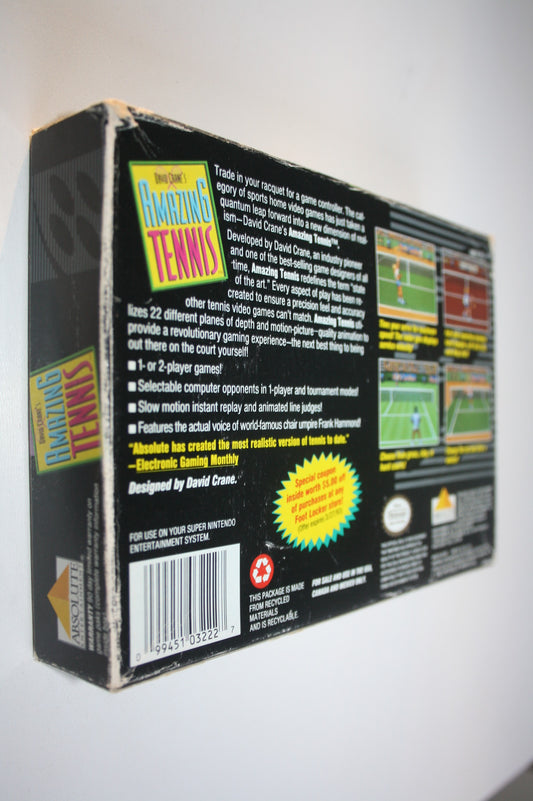 DAVID CRANE'S
AMAZING
TENNIS
Trade in your racquet for a game controller. The cat-
egory of sports home video games has just taken a
quantum leap forward into a new dimension of real-
ism–David Crane's Amazing Tennis™.
Developed by David Crane, an industry pioneer
and one of the best-selling game designers of all
time, Amazing Tennis redefines the term "state
of the art." Every aspect of play has been re-
created to ensure a precision feel and accuracy
other tennis video games can't match. Amazing Tennis uti-
lizes 22 different planes of depth and motion-picture–quality animation to
provide a revolutionary gaming experience–the next best thing to being
out there on the court yourself!
■ 1- or 2-player games!
■ Selectable computer opponents in 1-player and tournament modes!
■ Slow motion instant replay and animated line judges!
■ Features the actual voice of world-famous chair umpire Frank Hammond!
"Absolute has created the most realistic version of tennis to date."
–Electronic Gaming Monthly
Designed by David Crane.
Special coupon
inside worth $5.00 off
purchases at any
Foot Locker store!
FOR USE ON YOUR SUPER NINTENDO
ENTERTAINMENT SYSTEM.
0 99451 03222 7
THIS PACKAGE IS MADE
FROM RECYCLED
MATERIALS
AND IS RECYCLABLE.
FOR SALE AND USE IN THE USA,
CANADA AND MEXICO ONLY.
DAVID CRANE'S
AMAZING
TENNIS
ABSOLUTE
WARRANTY 90 day limited warranty on